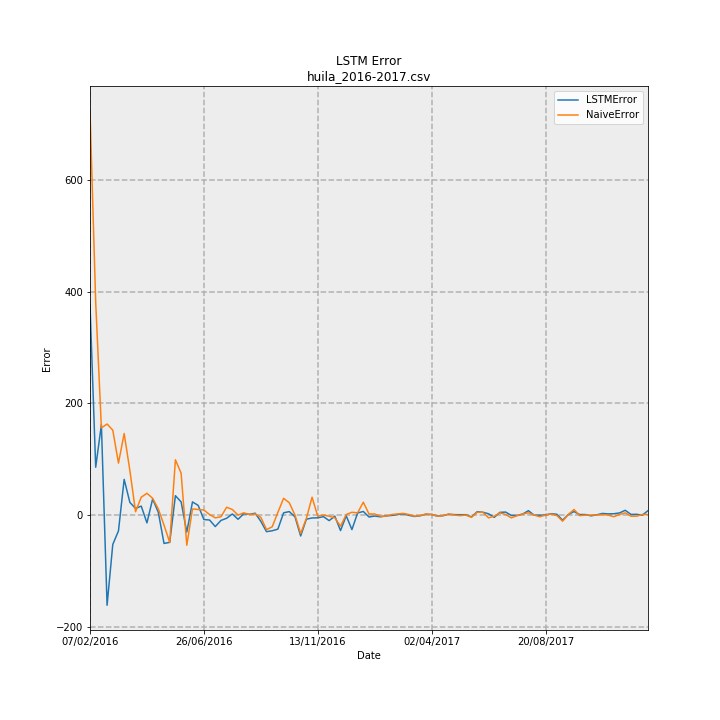 LSTM Error
huila_2016-2017.csv
LSTMError
NaiveError
600
400
200
0
−200
Error
07/02/2016
26/06/2016
13/11/2016
02/04/2017
20/08/2017
Date